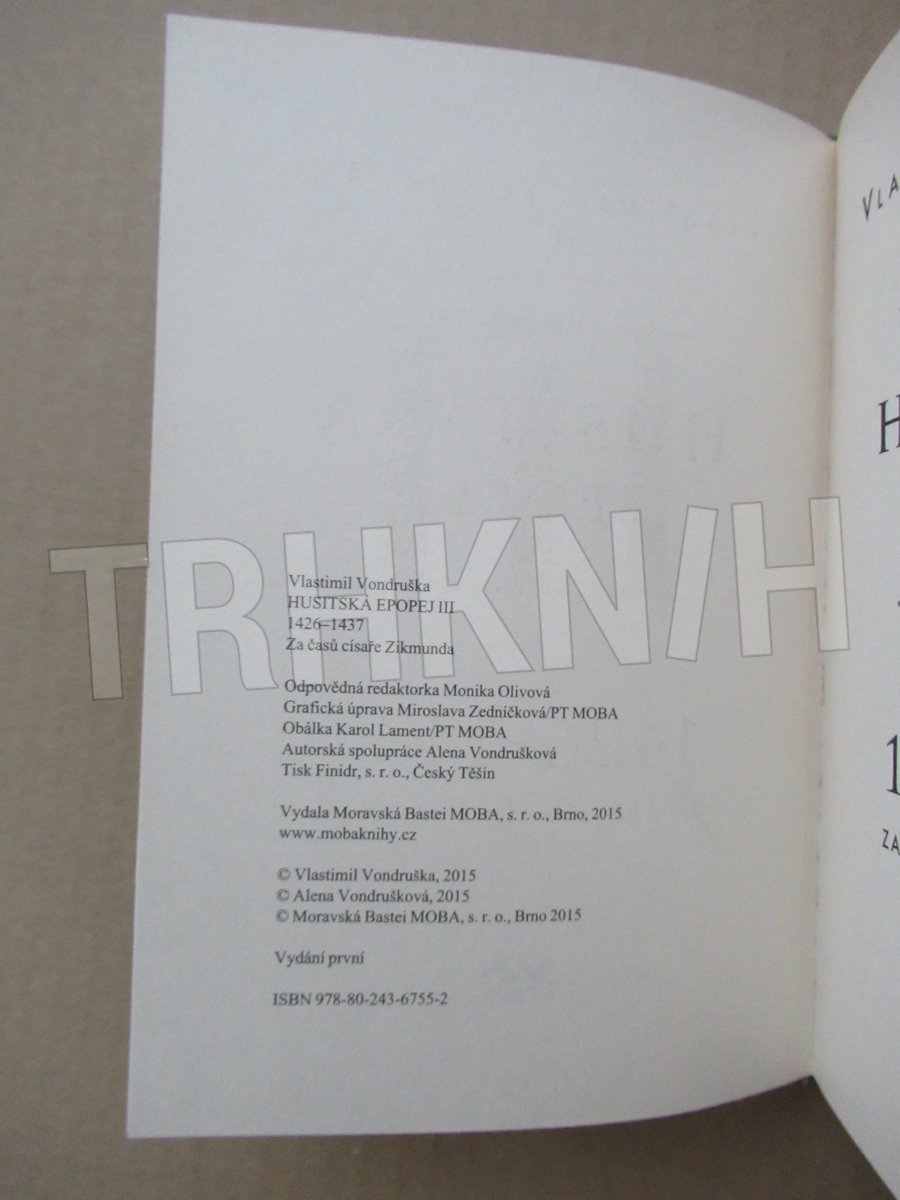 Vlastimil Vondruška
HUSITSKÁ EPOPEJ III
1426–1437
Za časů císaře Zikmunda
Odpovědná redaktorka Monika Olivová
Grafická úprava Miroslava Zedníčková/PT MOBA
Obálka Karol Lament/PT MOBA
Autorská spolupráce Alena Vondrušková
Tisk Finidr, s. r. o., Český Těšín
Vydala Moravská Bastei MOBA, s. r. o., Brno, 2015
www.mobaknihy.cz
© Vlastimil Vondruška, 2015
© Alena Vondrušková, 2015
© Moravská Bastei MOBA, s. r. o., Brno 2015
Vydání první
ISBN 978-80-243-6755-2
TRHKNIH